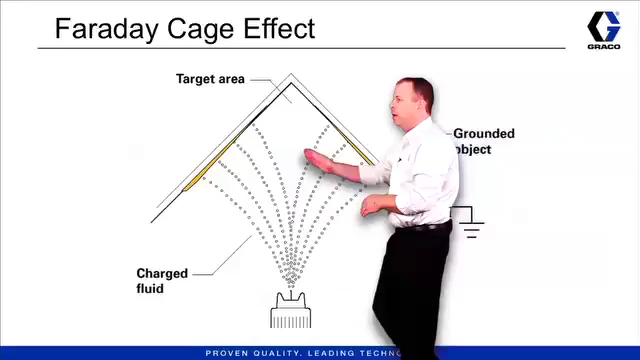 Faraday Cage Effect
GRACO
Target area
Grounded
object
Charged
fluid
PROVEN QUALITY. LEADING TECHNO